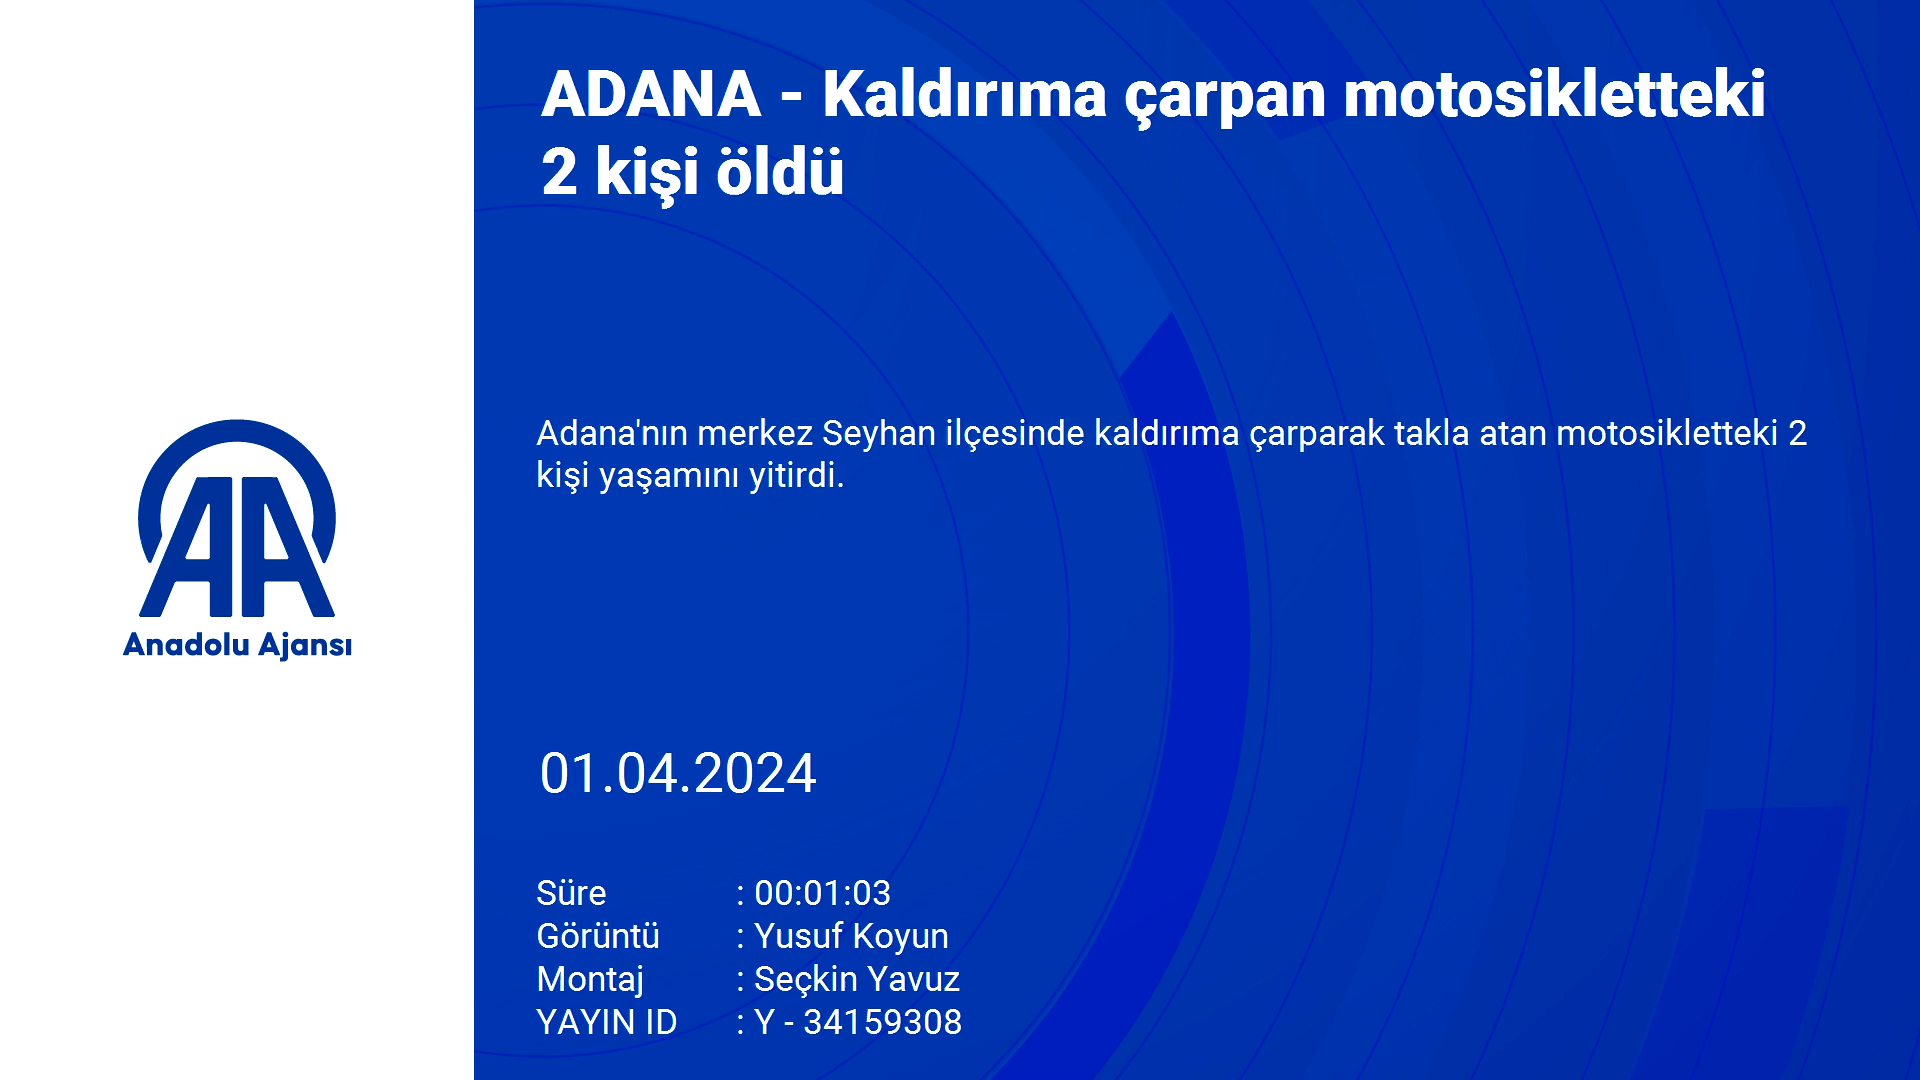 ADANA - Kaldırıma çarpan motosikletteki
2 kişi öldü
Adana'nın merkez Seyhan ilçesinde kaldırıma çarparak takla atan motosikletteki 2
kişi yaşamını yitirdi.
AA
Anadolu Ajansı
01.04.2024
Süre : 00:01:03
Görüntü : Yusuf Koyun
Montaj : Seçkin Yavuz
YAYIN ID : Y - 34159308